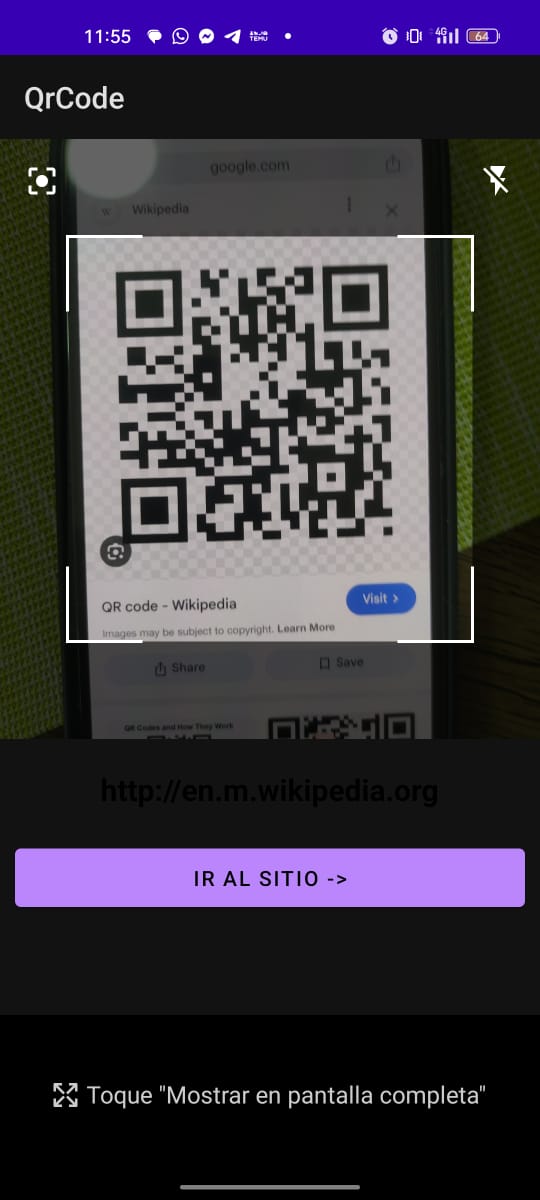 11:55
TEMU
4G
64
QrCode
google.com
W
Wikipedia
QR code - Wikipedia
Visit >
Images may be subject to copyright. Learn More
Share
Save
QR Codes and How They Work
http://en.m.wikipedia.org
IR AL SITIO ->
Toque "Mostrar en pantalla completa"